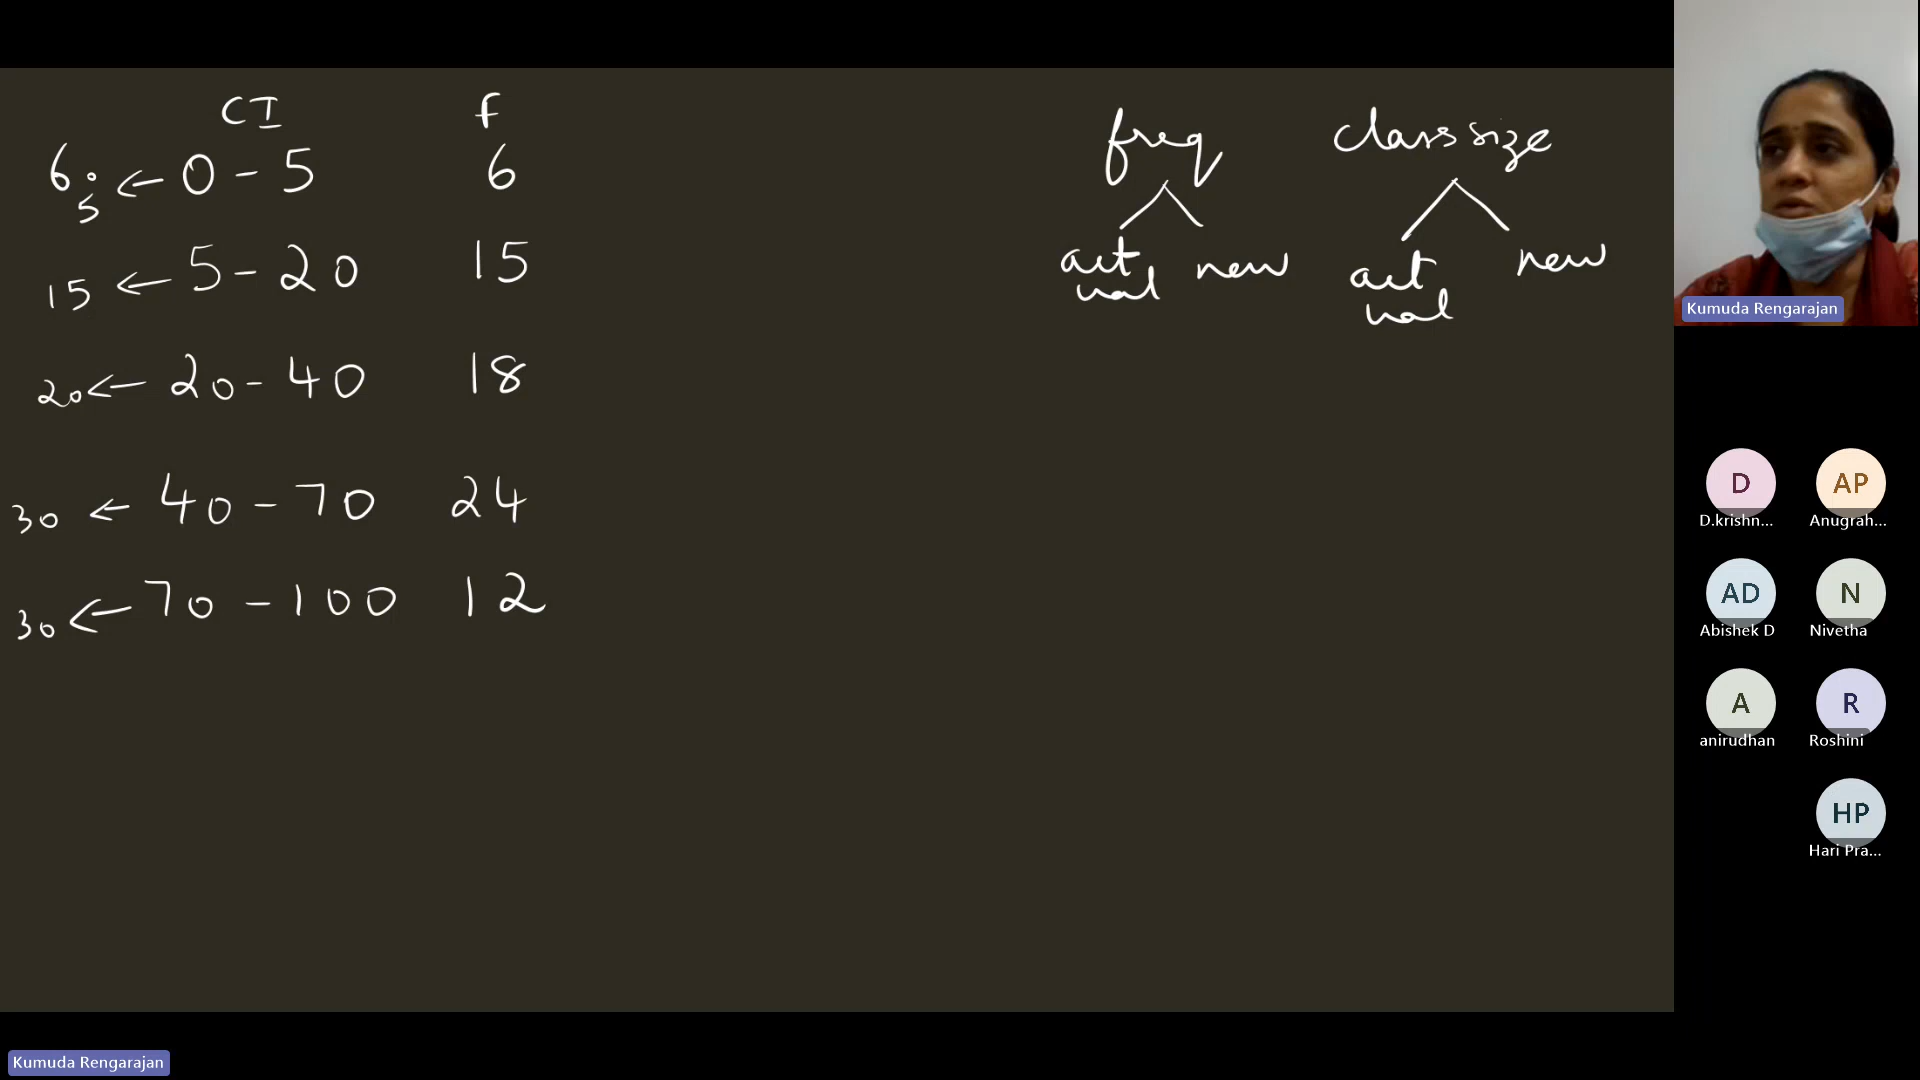 CI F
6. ← 0 - 5 6
5
15 ← 5 - 20 15
20 ← 20 - 40 18
30 ← 40 - 70 24
30 ← 70 - 100 12
freq class size
act new act new
ual ual
Kumuda Rengarajan
D AP
D.krishn... Anugrah...
AD N
Abishek D Nivetha
A R
anirudhan Roshini
HP
Hari Pra...
Kumuda Rengarajan